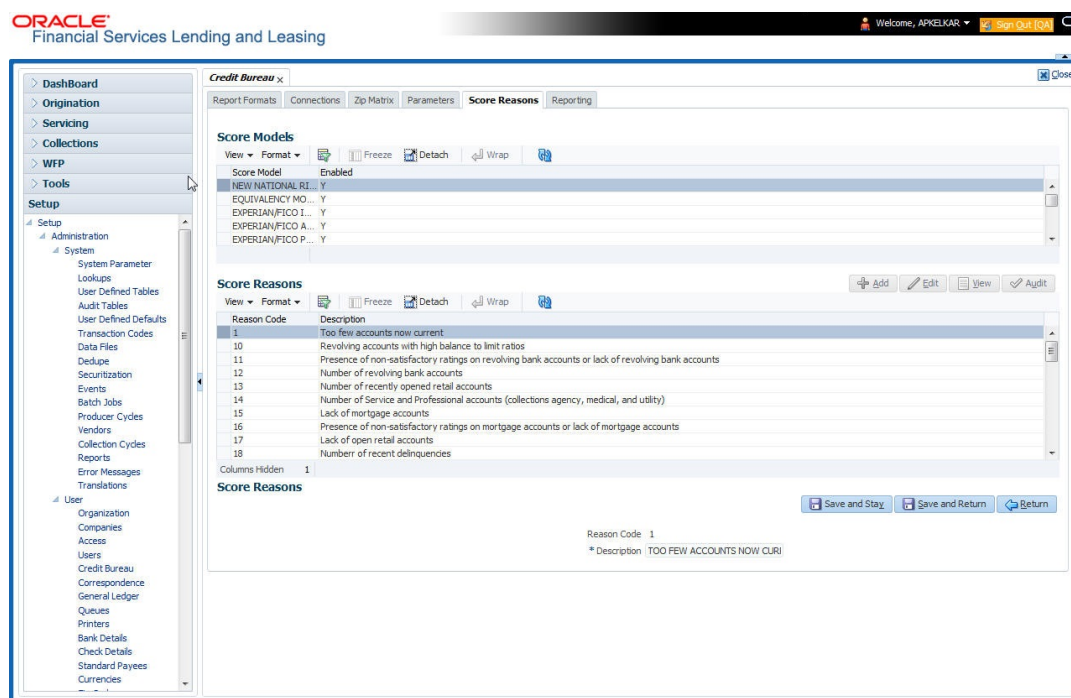 ORACLE
Financial Services Lending and Leasing
Welcome, APKELKAR
Sign Out [QA]
Close
DashBoard
Origination
Servicing
Collections
WFP
Tools
Setup
Setup
Administration
System
System Parameter
Lookups
User Defined Tables
Audit Tables
User Defined Defaults
Transaction Codes
Data Files
Dedupe
Securitization
Events
Batch Jobs
Producer Cycles
Vendors
Collection Cycles
Reports
Error Messages
Translations
User
Organization
Companies
Access
Users
Credit Bureau
Correspondence
General Ledger
Queues
Printers
Bank Details
Check Details
Standard Payees
Currencies
Credit Bureau x
Report Formats Connections Zip Matrix Parameters Score Reasons Reporting
Score Models
View Format Freeze Detach Wrap
Score Model Enabled
NEW NATIONAL RI... Y
EQUIVALENCY MO... Y
EXPERIAN/FICO I... Y
EXPERIAN/FICO A... Y
EXPERIAN/FICO P... Y
Score Reasons
Add Edit View Audit
View Format Freeze Detach Wrap
Reason Code Description
1 Too few accounts now current
10 Revolving accounts with high balance to limit ratios
11 Presence of non-satisfactory ratings on revolving bank accounts or lack of revolving bank accounts
12 Number of revolving bank accounts
13 Number of recently opened retail accounts
14 Number of Service and Professional accounts (collections agency, medical, and utility)
15 Lack of mortgage accounts
16 Presence of non-satisfactory ratings on mortgage accounts or lack of mortgage accounts
17 Lack of open retail accounts
18 Numberr of recent delinquencies
Columns Hidden 1
Score Reasons
Save and Stay Save and Return Return
Reason Code 1
* Description TOO FEW ACCOUNTS NOW CURI